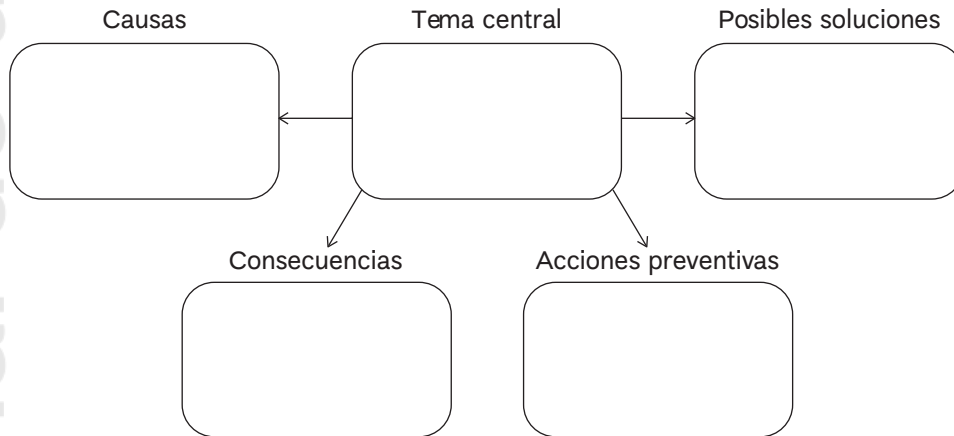 Causas
Tema central
Posibles soluciones
Consecuencias
Acciones preventivas